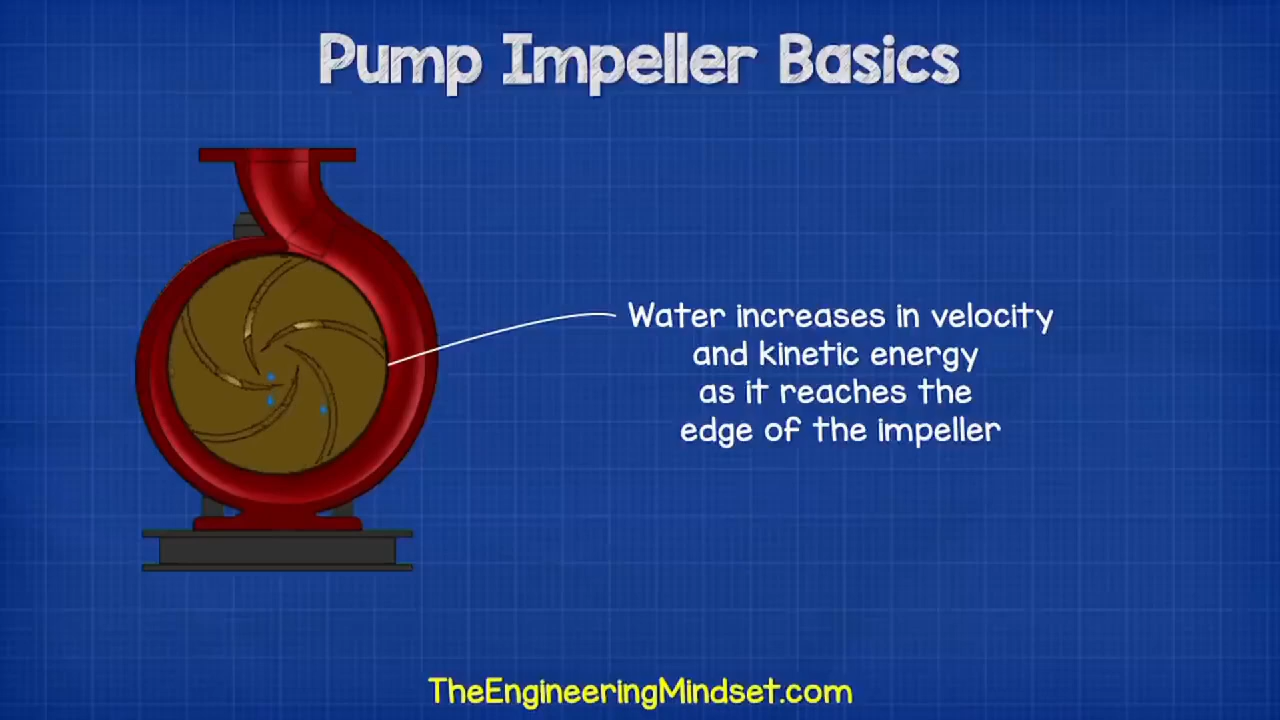 Pump Impeller Basics
Water increases in velocity
and kinetic energy
as it reaches the
edge of the impeller
TheEngineeringMindset.com